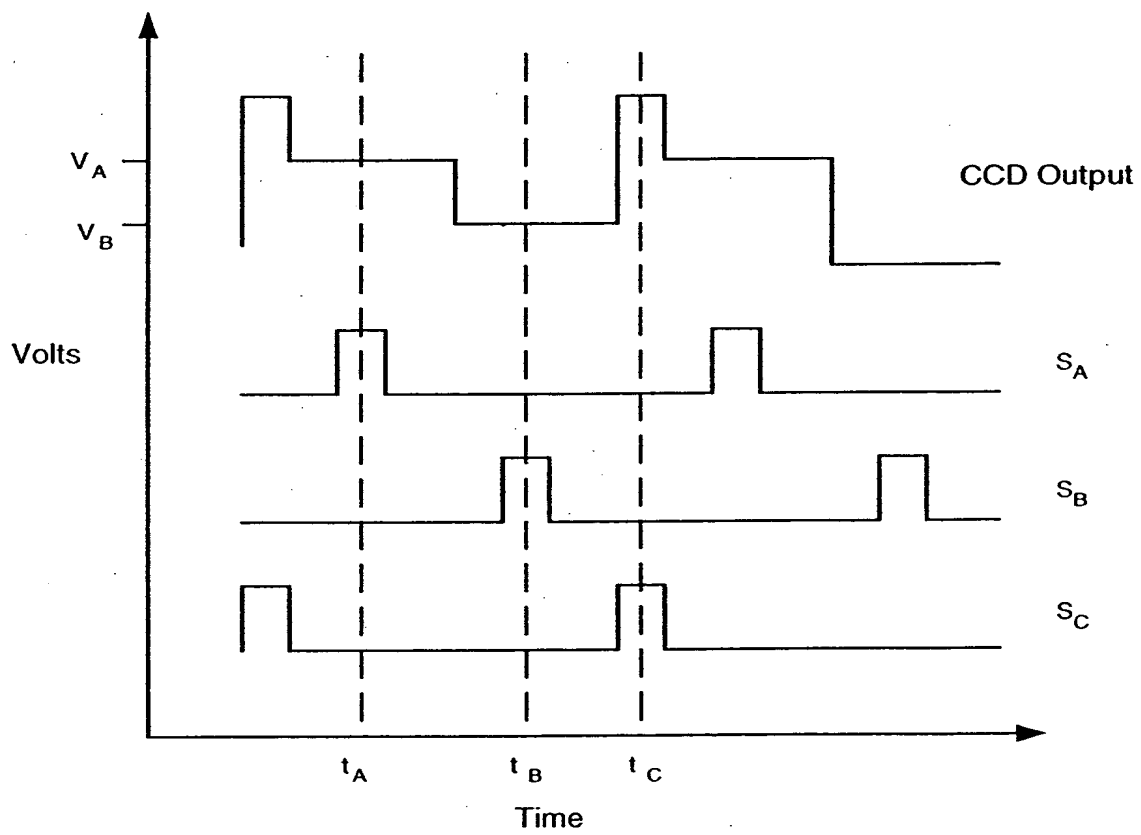 V_A
CCD Output
V_B
Volts
S_A
S_B
S_C
t_A t_B t_C
Time